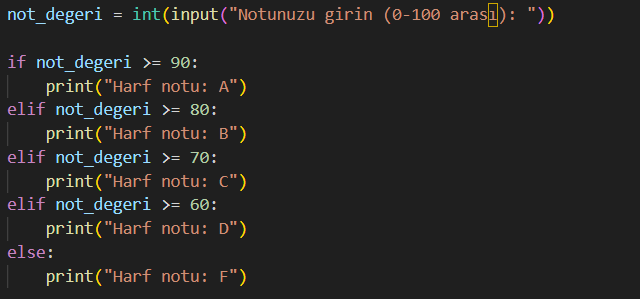 not_degeri = int(input("Notunuzu girin (0-100 arası): "))
if not_degeri >= 90:
    print("Harf notu: A")
elif not_degeri >= 80:
    print("Harf notu: B")
elif not_degeri >= 70:
    print("Harf notu: C")
elif not_degeri >= 60:
    print("Harf notu: D")
else:
    print("Harf notu: F")